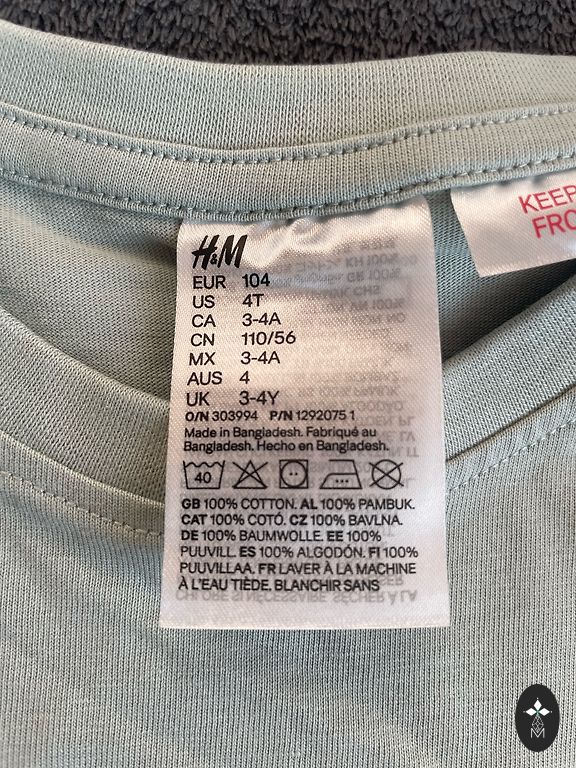 H&M
EUR 104
US 4T
CA 3-4A
CN 110/56
MX 3-4A
AUS 4
UK 3-4Y
O/N 303994 P/N 1292075 1
Made in Bangladesh. Fabriqué au
Bangladesh. Hecho en Bangladesh.
40
GB 100% COTTON. AL 100% PAMBUK.
CAT 100% COTÓ. CZ 100% BAVLNA.
DE 100% BAUMWOLLE. EE 100%
PUUVILL. ES 100% ALGODÓN. FI 100%
PUUVILLAA. FR LAVER À LA MACHINE
À L'EAU TIÈDE. BLANCHIR SANS
KEEP
FRO
M